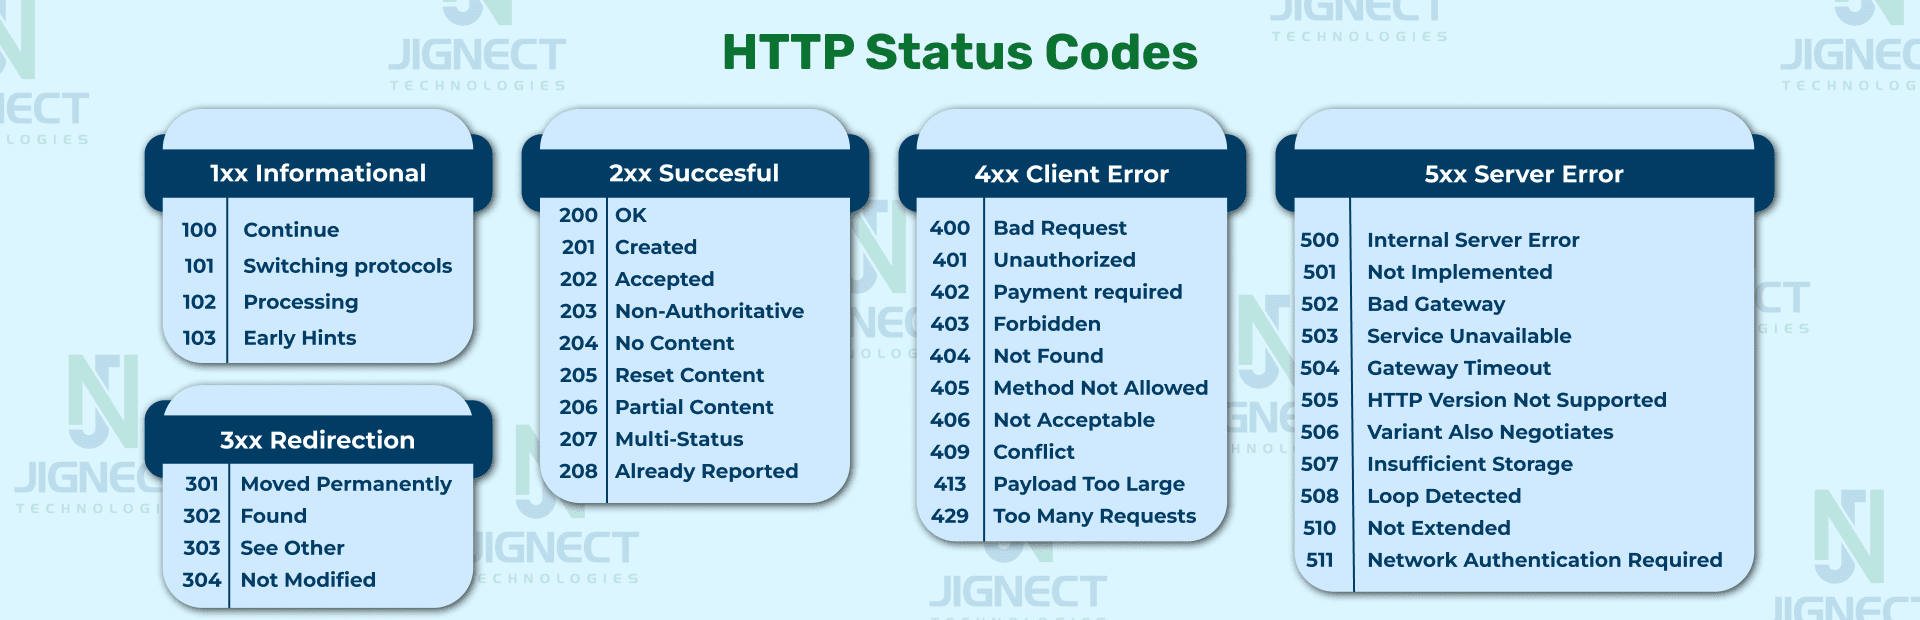 HTTP Status Codes
1xx Informational
100 Continue
101 Switching protocols
102 Processing
103 Early Hints
3xx Redirection
301 Moved Permanently
302 Found
303 See Other
304 Not Modified
2xx Succesful
200 OK
201 Created
202 Accepted
203 Non-Authoritative
204 No Content
205 Reset Content
206 Partial Content
207 Multi-Status
208 Already Reported
4xx Client Error
400 Bad Request
401 Unauthorized
402 Payment required
403 Forbidden
404 Not Found
405 Method Not Allowed
406 Not Acceptable
409 Conflict
413 Payload Too Large
429 Too Many Requests
5xx Server Error
500 Internal Server Error
501 Not Implemented
502 Bad Gateway
503 Service Unavailable
504 Gateway Timeout
505 HTTP Version Not Supported
506 Variant Also Negotiates
507 Insufficient Storage
508 Loop Detected
510 Not Extended
511 Network Authentication Required
JIGNECT
TECHNOLOGIES